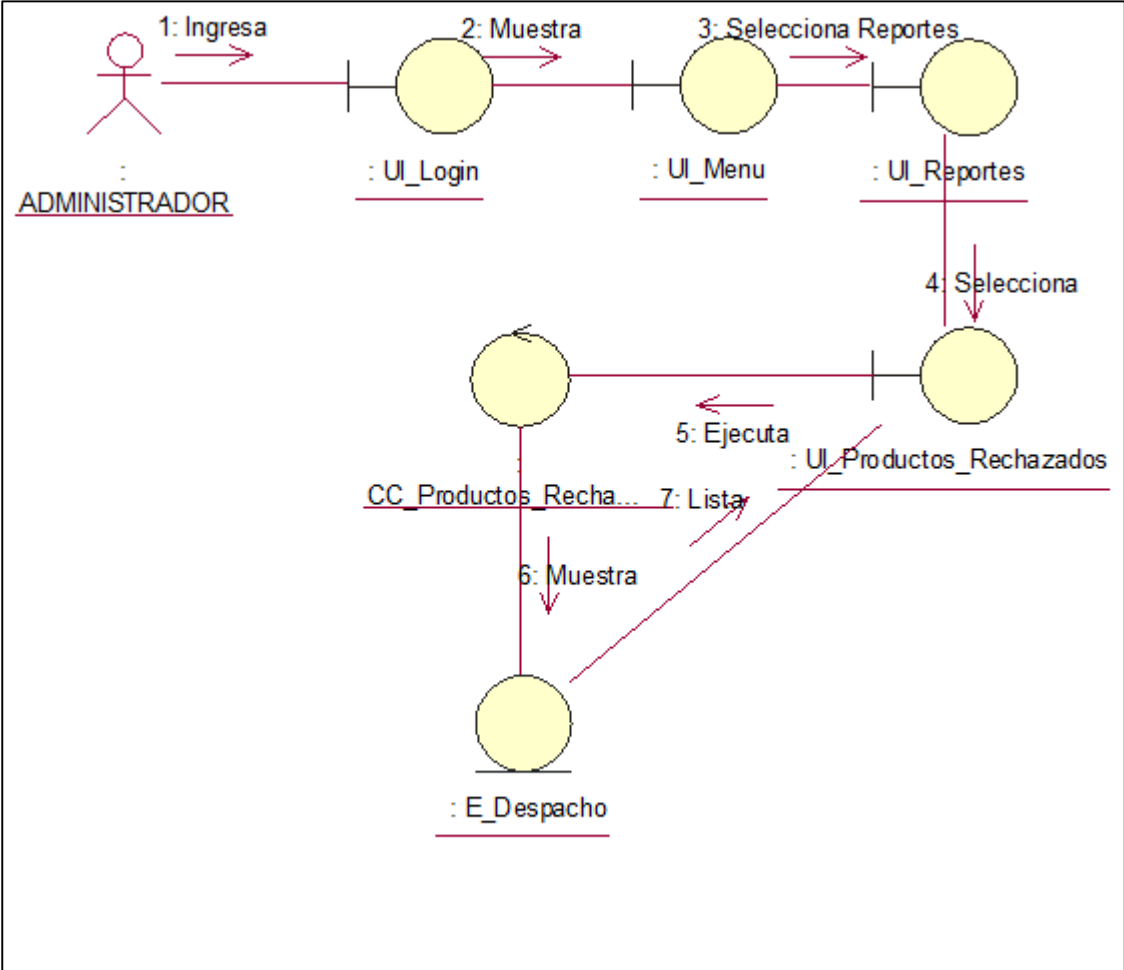 1: Ingresa
2: Muestra
3: Selecciona Reportes
:
ADMINISTRADOR
: UI_Login
: UI_Menu
: UI_Reportes
4: Selecciona
5: Ejecuta
: UI_Productos_Rechazados
:
CC_Productos_Recha...
7: Lista
6: Muestra
: E_Despacho